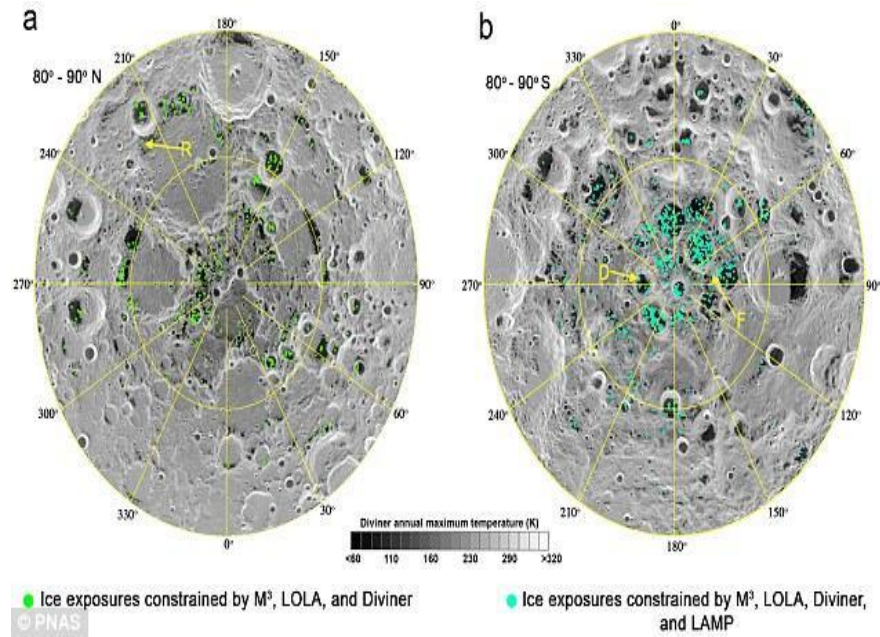 a
80° - 90° N
180°
210°
150°
240°
120°
R
270°
90°
300°
60°
330°
30°
0°
b
80° - 90° S
0°
30°
300°
60°
D
F
270°
90°
240°
120°
210°
150°
180°
Diviner annual maximum temperature (K)
<60 110 160 230 290 >320
Ice exposures constrained by M³, LOLA, and Diviner
Ice exposures constrained by M³, LOLA, Diviner,
and LAMP
© PNAS